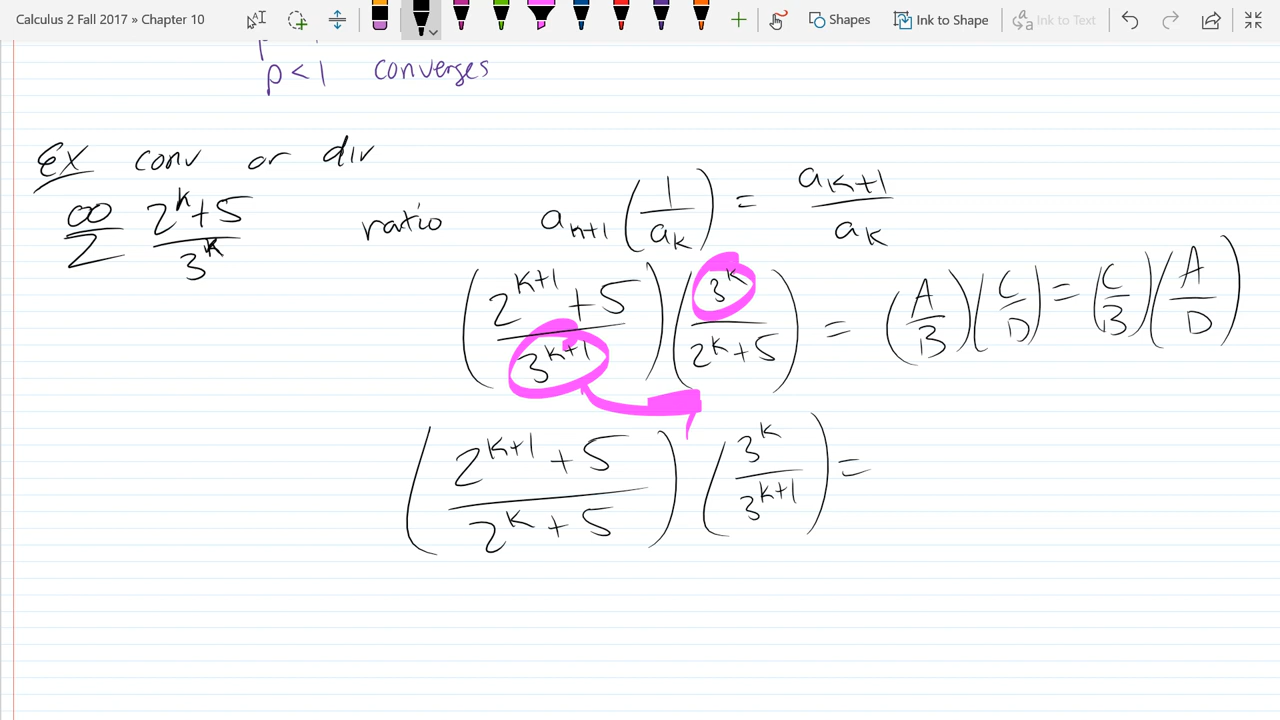 Calculus 2 Fall 2017 » Chapter 10 Shapes Ink to Shape Ink to Text
p < 1 converges
Ex conv or div
∞ Σ (2^k + 5)/(3^k) ratio a_{k+1} (1/a_k) = a_{k+1}/a_k
((2^{k+1} + 5)/(3^{k+1})) (3^k/(2^k + 5)) = (A/B)(C/D) = (C/B)(A/D)
((2^{k+1} + 5)/(2^k + 5)) (3^k/3^{k+1}) =